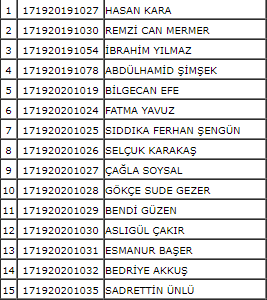 1 171920191027 HASAN KARA
2 171920191030 REMZİ CAN MERMER
3 171920191054 İBRAHİM YILMAZ
4 171920191078 ABDÜLHAMİD ŞİMŞEK
5 171920201019 BİLGECAN EFE
6 171920201024 FATMA YAVUZ
7 171920201025 SIDDIKA FERHAN ŞENGÜN
8 171920201026 SELÇUK KARAKAŞ
9 171920201027 ÇAĞLA SOYSAL
10 171920201028 GÖKÇE SUDE GEZER
11 171920201029 BENDİ GÜZEN
12 171920201030 ASLIGÜL ÇAKIR
13 171920201031 ESMANUR BAŞER
14 171920201032 BEDRİYE AKKUŞ
15 171920201035 SADRETTİN ÜNLÜ